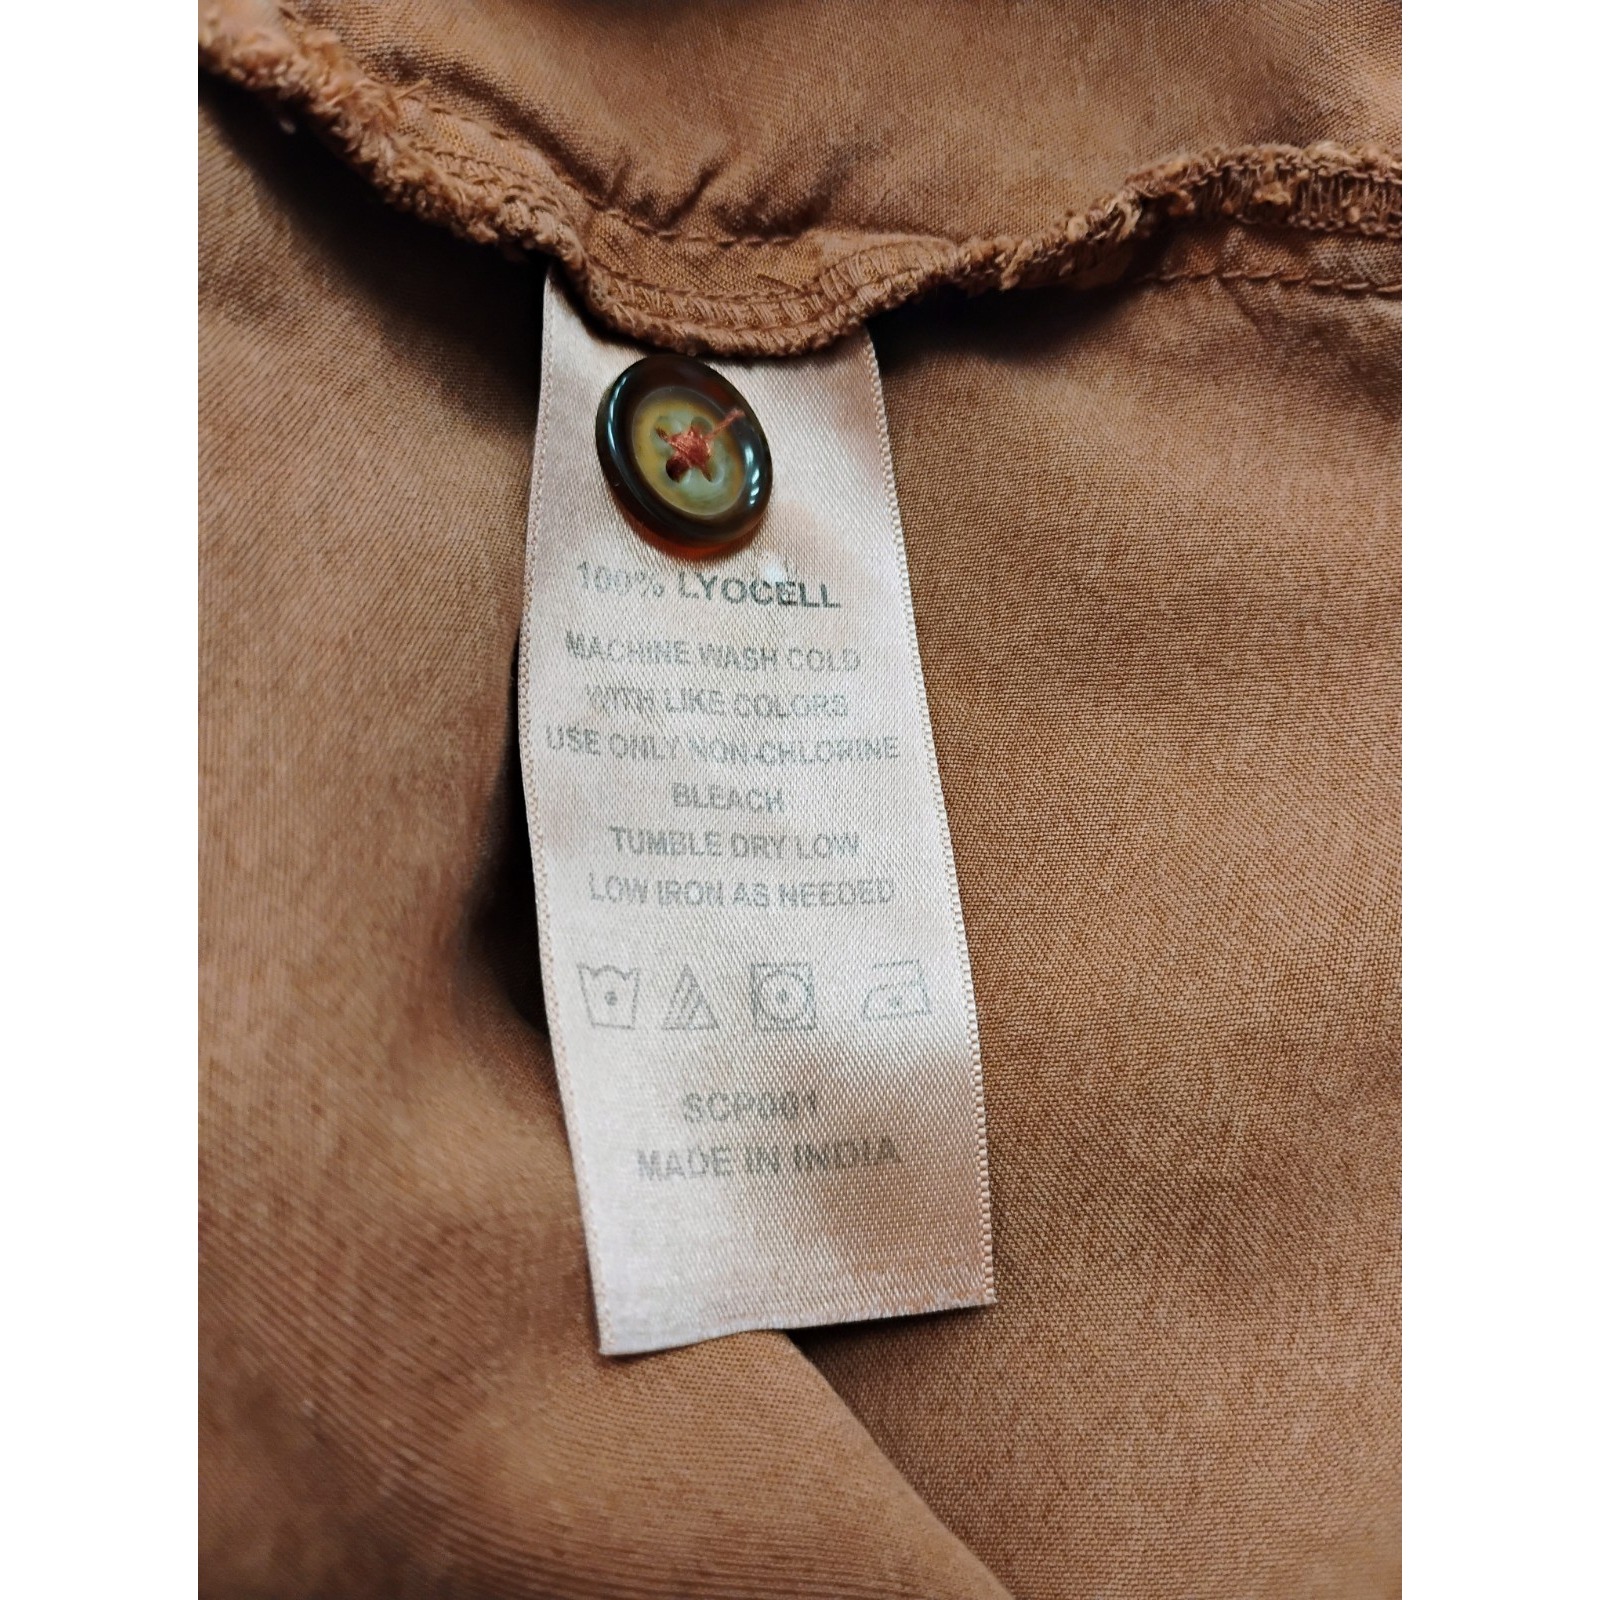 100% LYOCELL
MACHINE WASH COLD
WITH LIKE COLORS
USE ONLY NON-CHLORINE
BLEACH
TUMBLE DRY LOW
LOW IRON AS NEEDED
SCP001
MADE IN INDIA